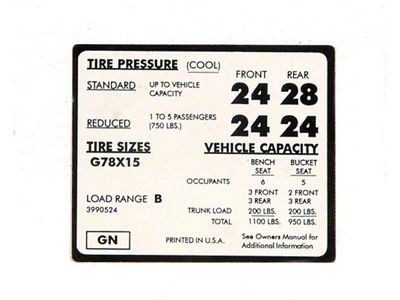 TIRE PRESSURE (COOL) FRONT REAR
STANDARD UP TO VEHICLE CAPACITY 24 28
REDUCED 1 TO 5 PASSENGERS (750 LBS.) 24 24
TIRE SIZES VEHICLE CAPACITY
G78X15
BENCH SEAT BUCKET SEAT
OCCUPANTS 6 5
3 FRONT 2 FRONT
3 REAR 3 REAR
LOAD RANGE B
3990524
TRUNK LOAD 200 LBS. 200 LBS.
TOTAL 1100 LBS. 950 LBS.
GN PRINTED IN U.S.A.
See Owners Manual for
Additional Information